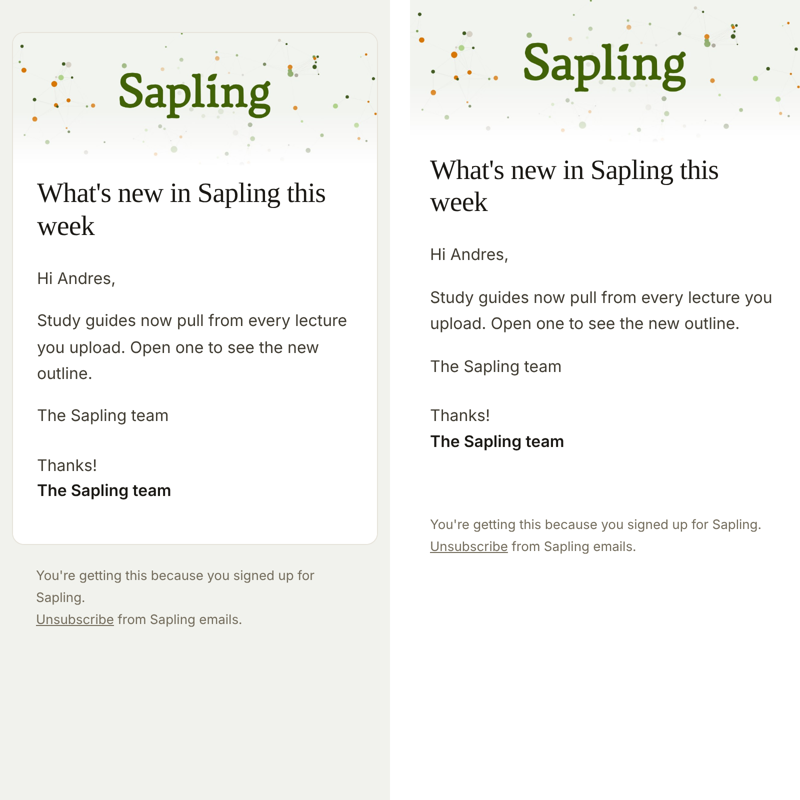 Sapling
What's new in Sapling this
week
Hi Andres,
Study guides now pull from every lecture
you upload. Open one to see the new
outline.
The Sapling team
Thanks!
The Sapling team
You're getting this because you signed up for
Sapling.
Unsubscribe from Sapling emails.
Sapling
What's new in Sapling this
week
Hi Andres,
Study guides now pull from every lecture you
upload. Open one to see the new outline.
The Sapling team
Thanks!
The Sapling team
You're getting this because you signed up for Sapling.
Unsubscribe from Sapling emails.